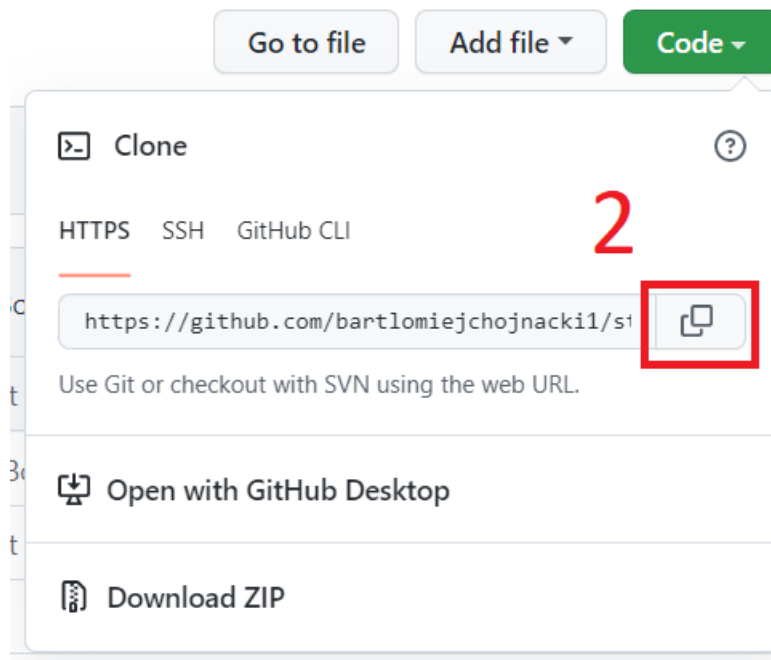 Go to file Add file Code
Clone
2
HTTPS SSH GitHub CLI
https://github.com/bartlomiejchojnacki1/st
Use Git or checkout with SVN using the web URL.
Open with GitHub Desktop
Download ZIP